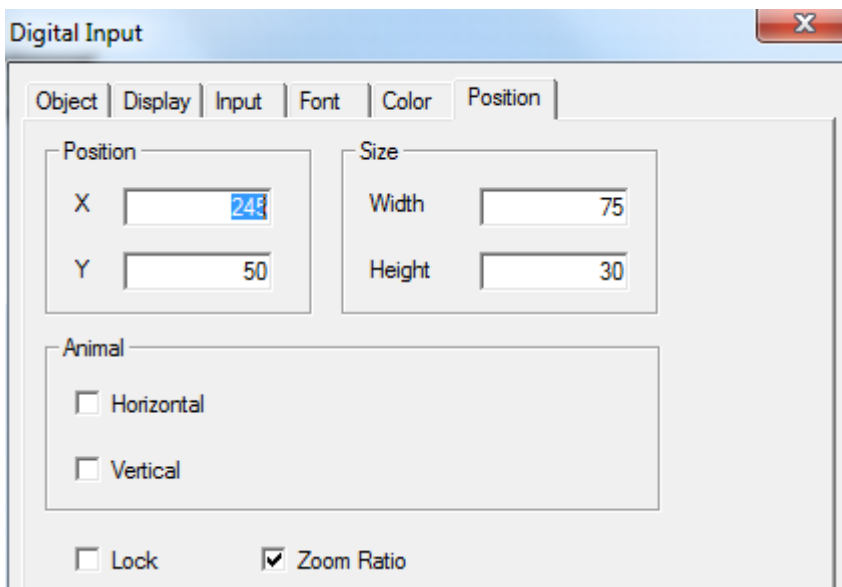 Digital Input
Object Display Input Font Color Position
Position
X 245
Y 50
Size
Width 75
Height 30
Animal
Horizontal
Vertical
Lock Zoom Ratio